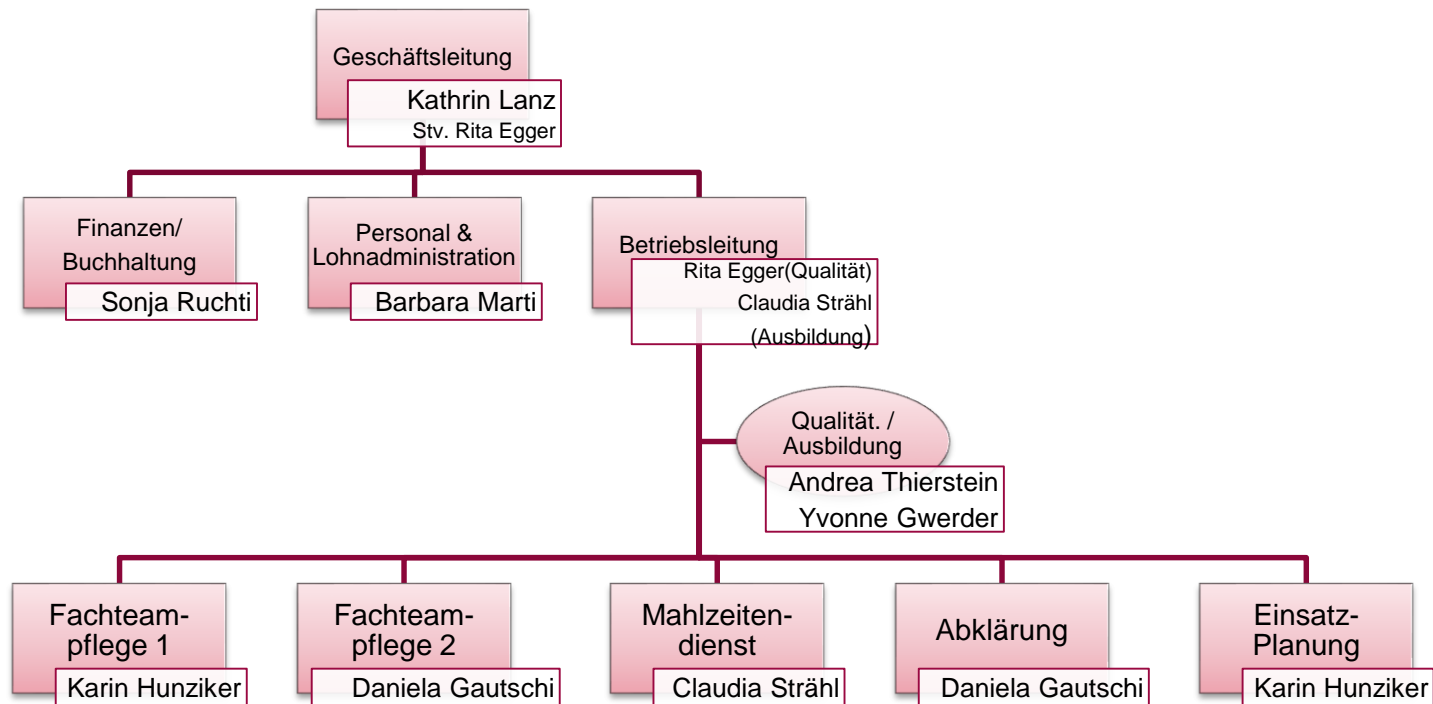 Geschäftsleitung
Kathrin Lanz
Stv. Rita Egger
Finanzen/
Buchhaltung
Sonja Ruchti
Personal &
Lohnadministration
Barbara Marti
Betriebsleitung
Rita Egger(Qualität)
Claudia Strähl
(Ausbildung)
Qualität. /
Ausbildung
Andrea Thierstein
Yvonne Gwerder
Fachteam-
pflege 1
Karin Hunziker
Fachteam-
pflege 2
Daniela Gautschi
Mahlzeiten-
dienst
Claudia Strähl
Abklärung
Daniela Gautschi
Einsatz-
Planung
Karin Hunziker